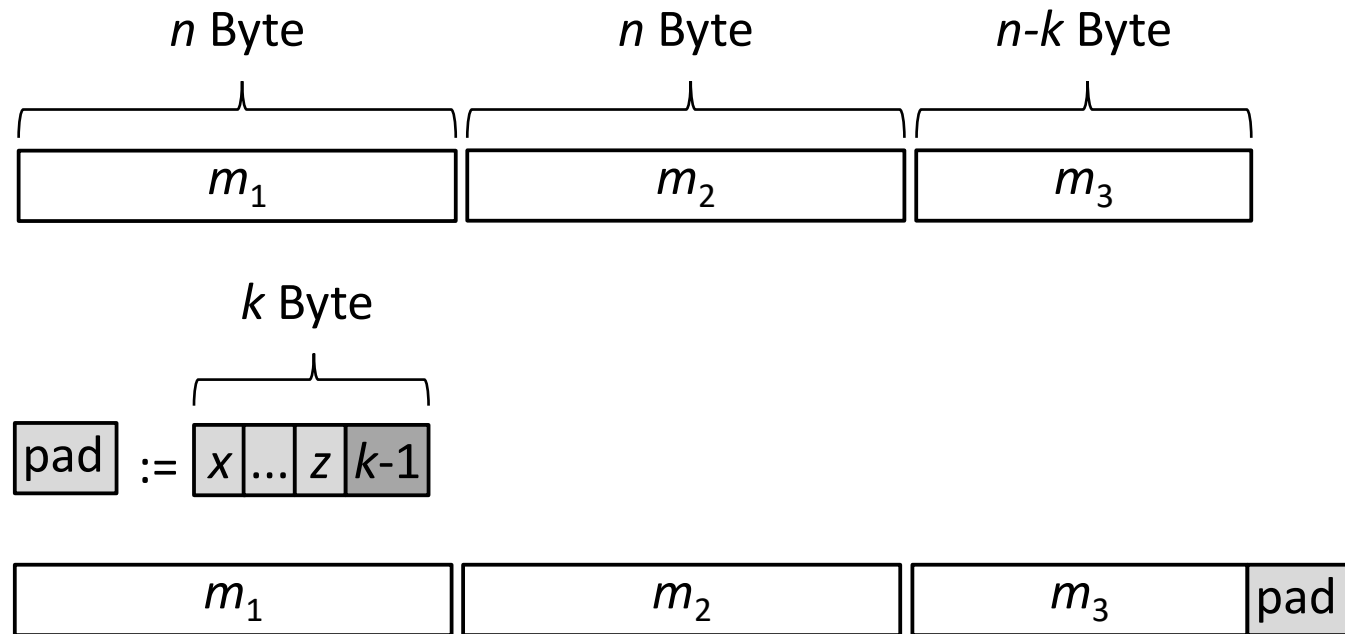 n Byte n Byte n-k Byte
m₁ m₂ m₃
k Byte
pad := x ... z k-1
m₁ m₂ m₃ pad